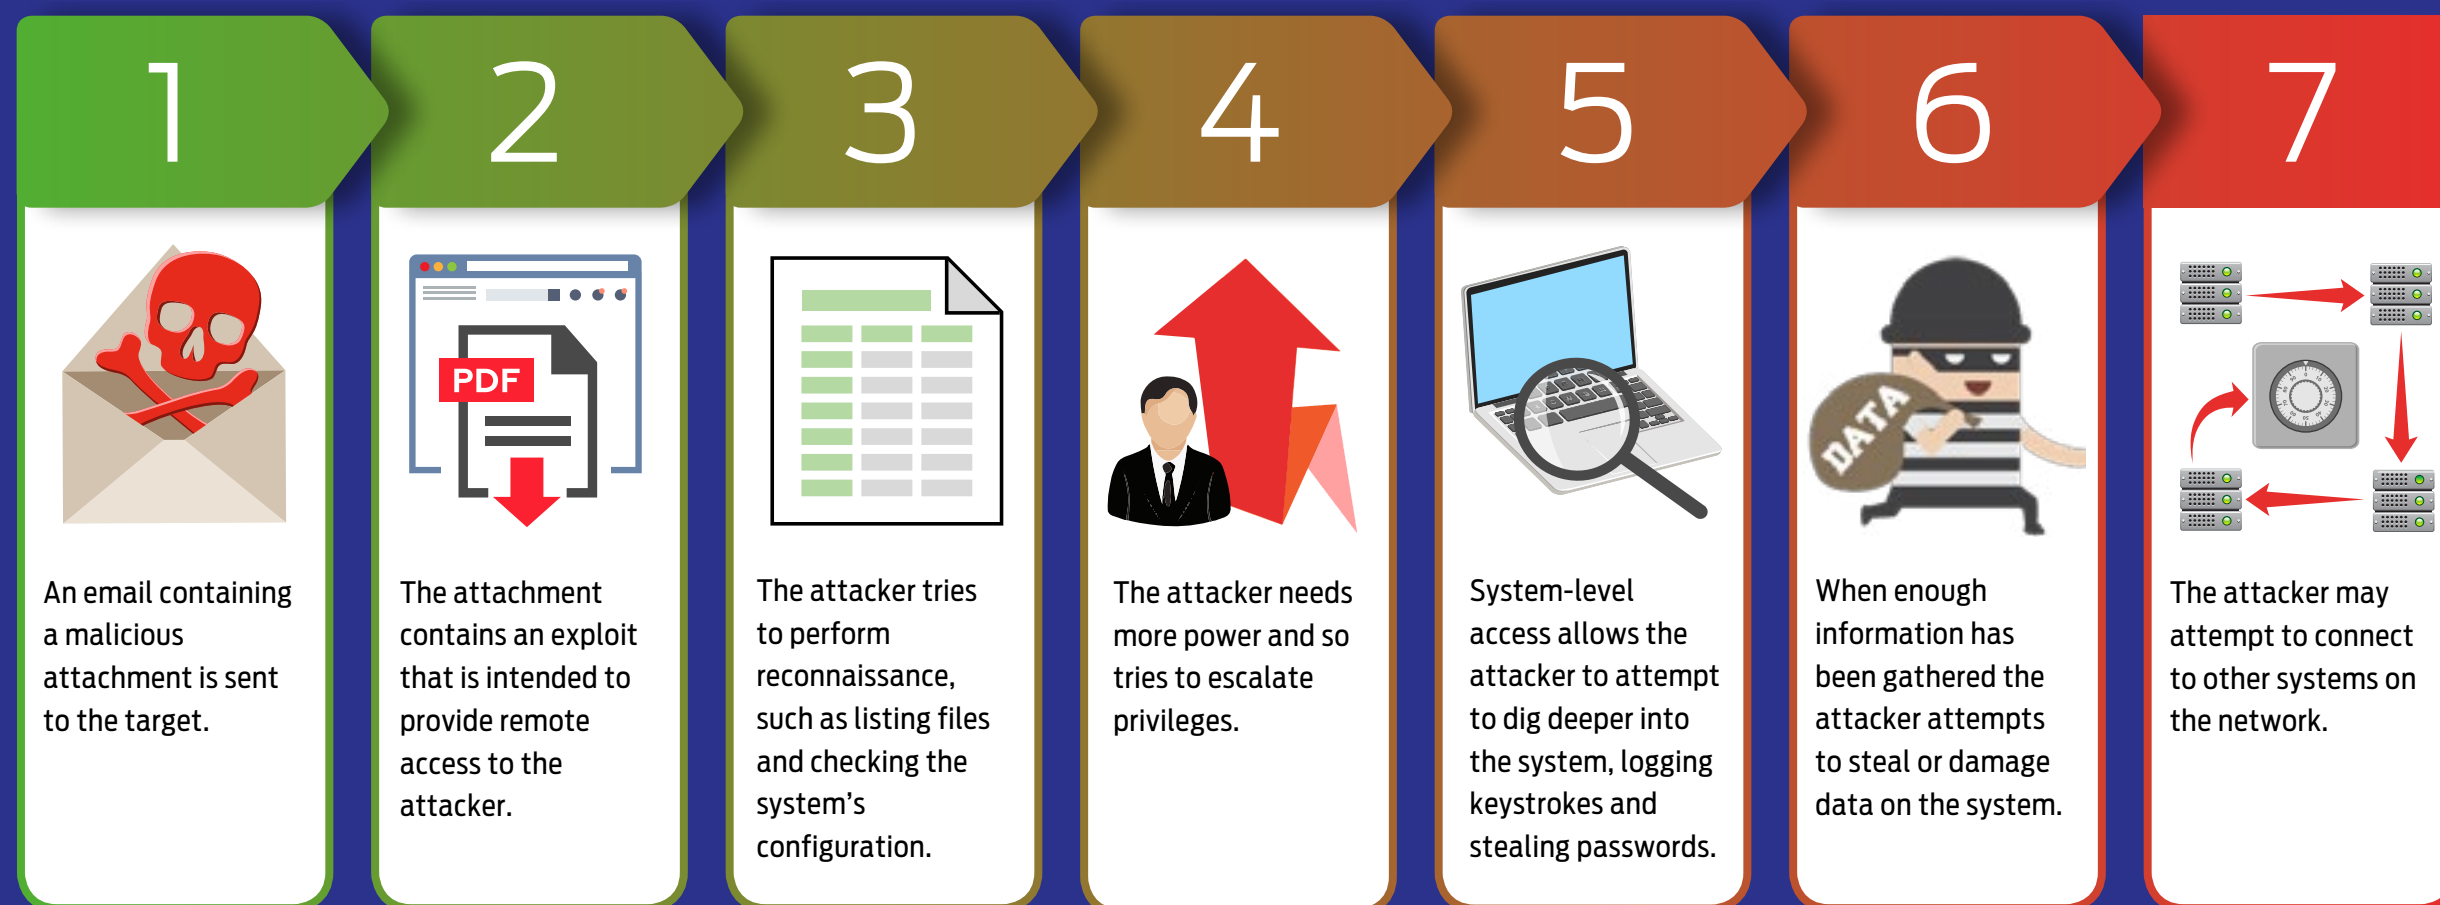 1
An email containing
a malicious
attachment is sent
to the target.
2
PDF
The attachment
contains an exploit
that is intended to
provide remote
access to the
attacker.
3
The attacker tries
to perform
reconnaissance,
such as listing files
and checking the
system’s
configuration.
4
The attacker needs
more power and so
tries to escalate
privileges.
5
System-level
access allows the
attacker to attempt
to dig deeper into
the system, logging
keystrokes and
stealing passwords.
6
DATA
When enough
information has
been gathered the
attacker attempts
to steal or damage
data on the system.
7
The attacker may
attempt to connect
to other systems on
the network.